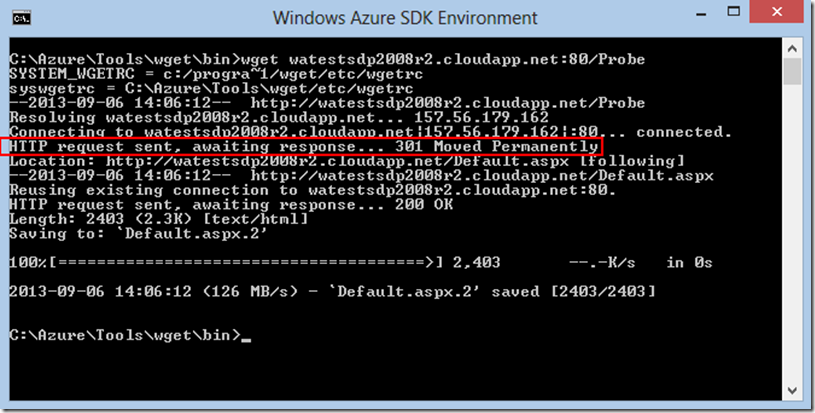 Windows Azure SDK Environment
C:\Azure\Tools\wget\bin>wget watestsdp2008r2.cloudapp.net:80/Probe
SYSTEM_WGETRC = c:/progra~1/wget/etc/wgetrc
syswgetrc = C:\Azure\Tools\wget/etc/wgetrc
--2013-09-06 14:06:12--  http://watestsdp2008r2.cloudapp.net/Probe
Resolving watestsdp2008r2.cloudapp.net... 157.56.179.162
Connecting to watestsdp2008r2.cloudapp.net|157.56.179.162|:80... connected.
HTTP request sent, awaiting response... 301 Moved Permanently
Location: http://watestsdp2008r2.cloudapp.net/Default.aspx [following]
--2013-09-06 14:06:12--  http://watestsdp2008r2.cloudapp.net/Default.aspx
Reusing existing connection to watestsdp2008r2.cloudapp.net:80.
HTTP request sent, awaiting response... 200 OK
Length: 2403 (2.3K) [text/html]
Saving to: `Default.aspx.2'
100%[======================================>] 2,403       --.-K/s   in 0s
2013-09-06 14:06:12 (126 MB/s) - `Default.aspx.2' saved [2403/2403]
C:\Azure\Tools\wget\bin>_